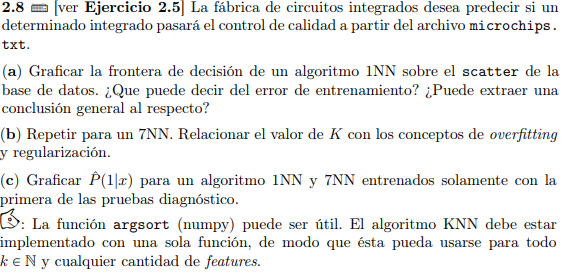 2.8 [ver Ejercicio 2.5] La fábrica de circuitos integrados desea predecir si un
determinado integrado pasará el control de calidad a partir del archivo microchips.
txt.
(a) Graficar la frontera de decisión de un algoritmo 1NN sobre el scatter de la
base de datos. ¿Que puede decir del error de entrenamiento? ¿Puede extraer una
conclusión general al respecto?
(b) Repetir para un 7NN. Relacionar el valor de K con los conceptos de overfitting
y regularización.
(c) Graficar P̂(1|x) para un algoritmo 1NN y 7NN entrenados solamente con la
primera de las pruebas diagnóstico.
: La función argsort (numpy) puede ser útil. El algoritmo KNN debe estar
implementado con una sola función, de modo que ésta pueda usarse para todo
k ∈ ℕ y cualquier cantidad de features.